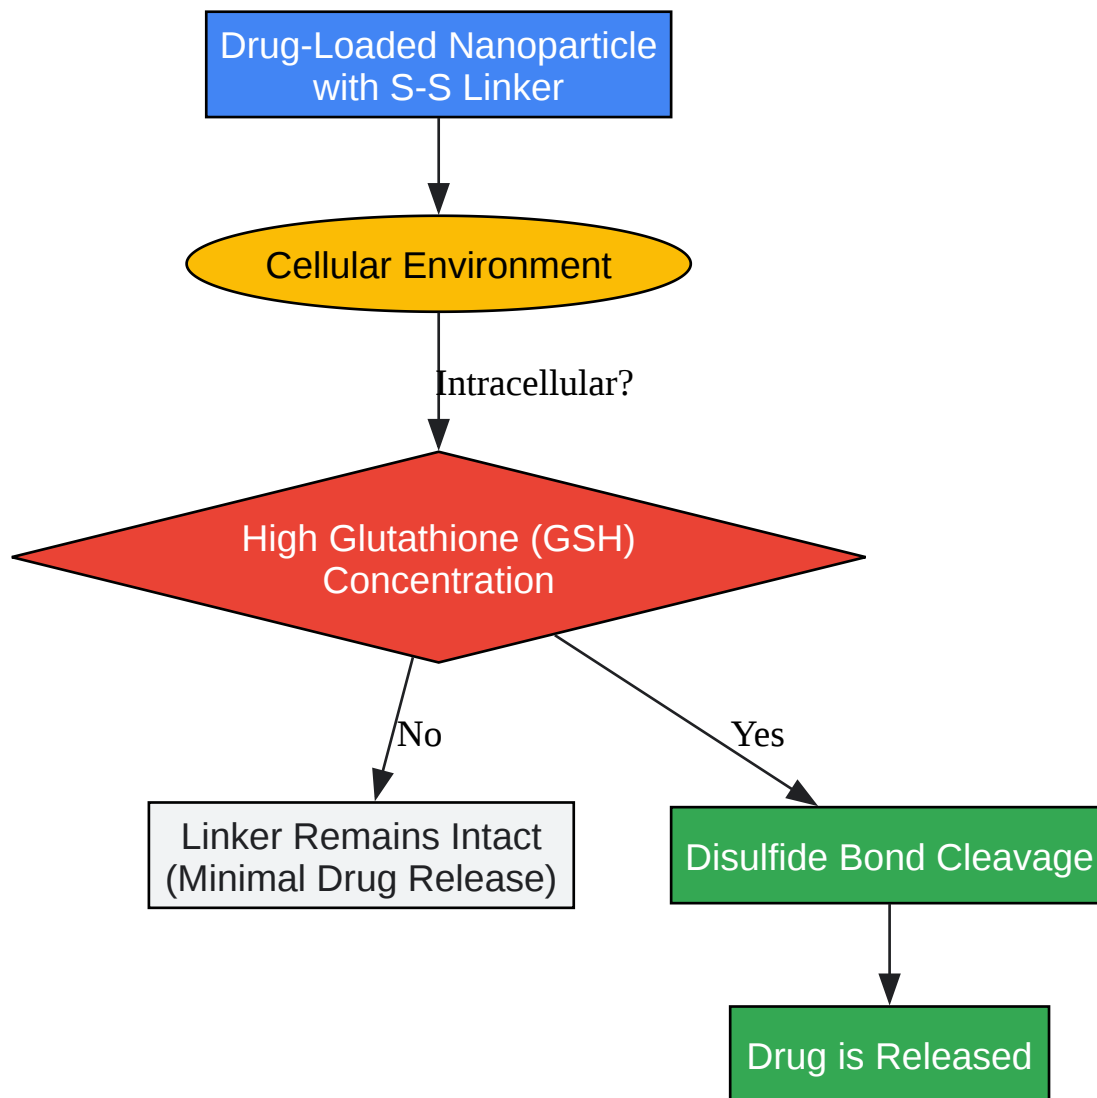 Drug-Loaded Nanoparticle
with S-S Linker
Cellular Environment
Intracellular?
High Glutathione (GSH)
Concentration
No
Yes
Linker Remains Intact
(Minimal Drug Release)
Disulfide Bond Cleavage
Drug is Released